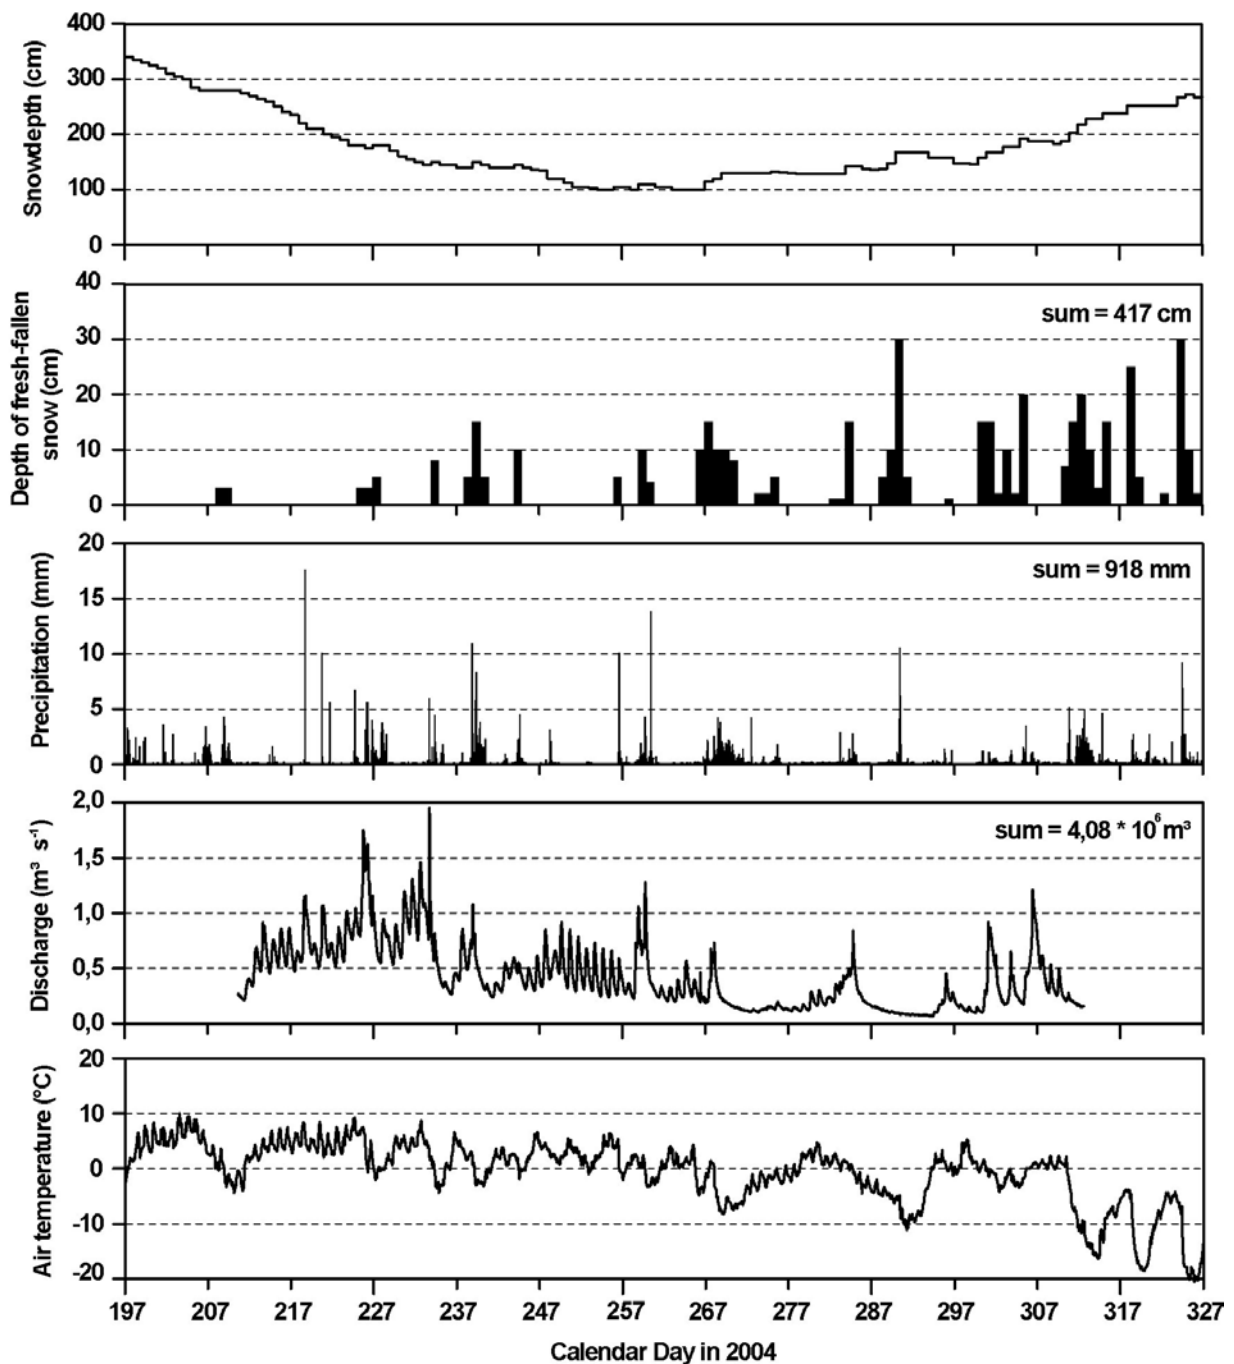 400
300
200
100
0
Snowdepth (cm)
40
30
20
10
0
Depth of fresh-fallen
snow (cm)
sum = 417 cm
20
15
10
5
0
Precipitation (mm)
sum = 918 mm
2,0
1,5
1,0
0,5
0,0
Discharge (m³ s⁻¹)
sum = 4,08 * 10⁶ m³
20
10
0
-10
-20
Air temperature (°C)
197 207 217 227 237 247 257 267 277 287 297 307 317 327
Calendar Day in 2004